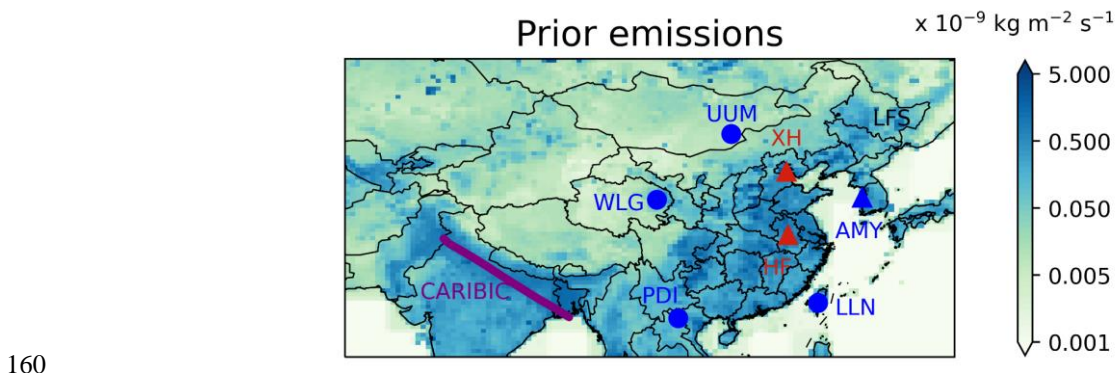 x 10⁻⁹ kg m⁻² s⁻¹
Prior emissions
5.000
UUM
LFS
XH
0.500
WLG
0.050
AMY
HF
CARIBIC
PDI
0.005
LLN
0.001
160